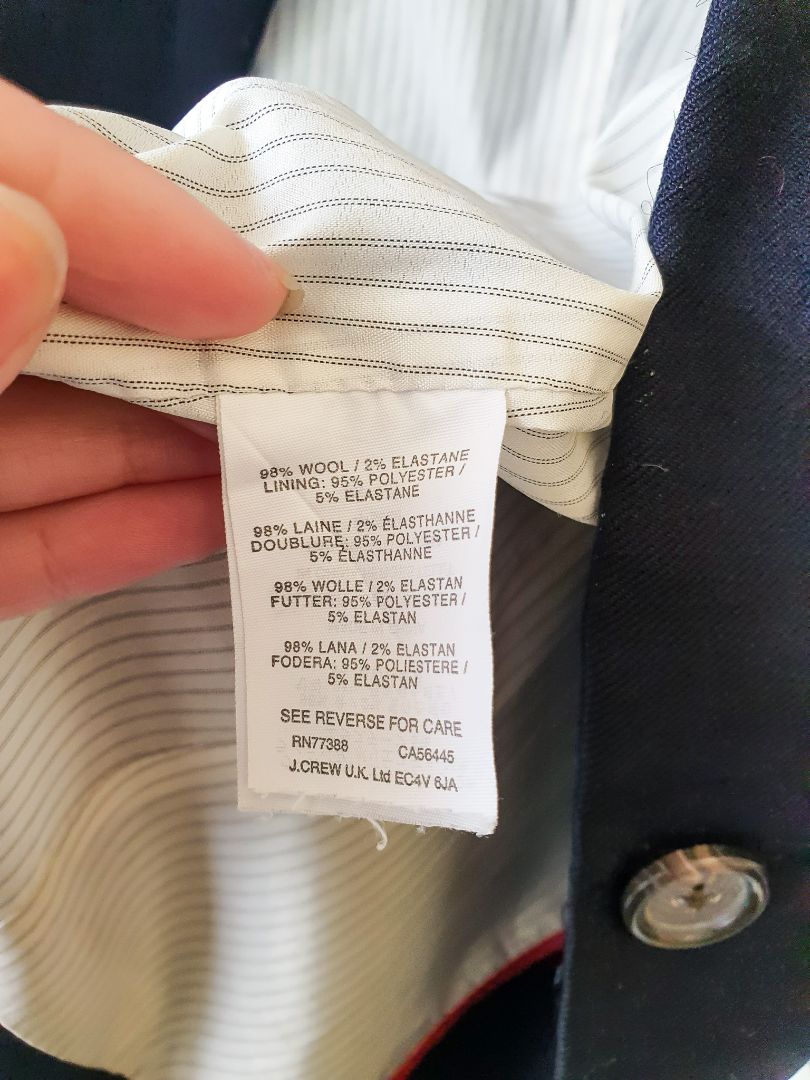 98% WOOL / 2% ELASTANE
LINING: 95% POLYESTER /
5% ELASTANE
98% LAINE / 2% ÉLASTHANNE
DOUBLURE: 95% POLYESTER /
5% ÉLASTHANNE
98% WOLLE / 2% ELASTAN
FUTTER: 95% POLYESTER /
5% ELASTAN
98% LANA / 2% ELASTAN
FODERA: 95% POLIESTERE /
5% ELASTAN
SEE REVERSE FOR CARE
RN77388 CA56445
J.CREW U.K. Ltd EC4V 6JA